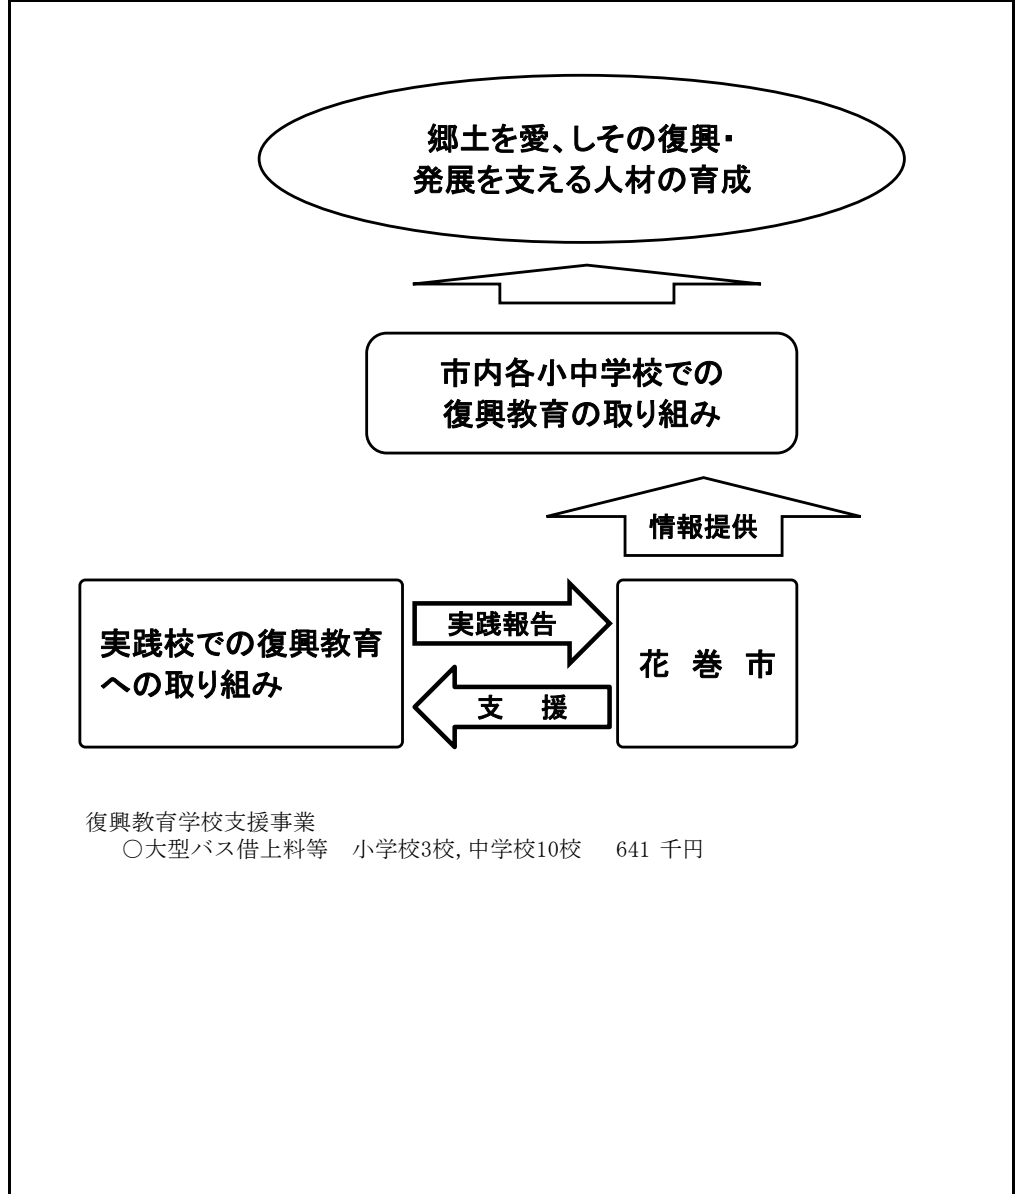 郷土を愛、しその復興・
発展を支える人材の育成
市内各小中学校での
復興教育の取り組み
情報提供
実践校での復興教育
への取り組み
実践報告
支　援
花　巻　市
復興教育学校支援事業
○大型バス借上料等　小学校3校,中学校10校　 641 千円